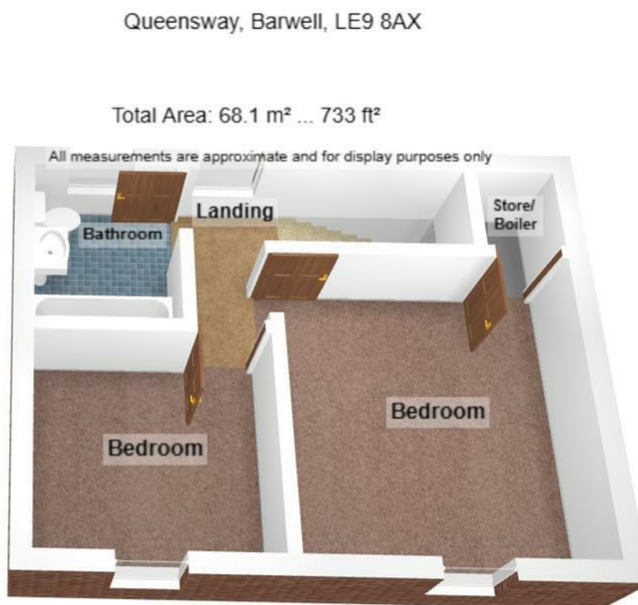 Queensway, Barwell, LE9 8AX
Total Area: 68.1 m² ... 733 ft²
All measurements are approximate and for display purposes only
Landing
Store/
Boiler
Bathroom
Bedroom
Bedroom